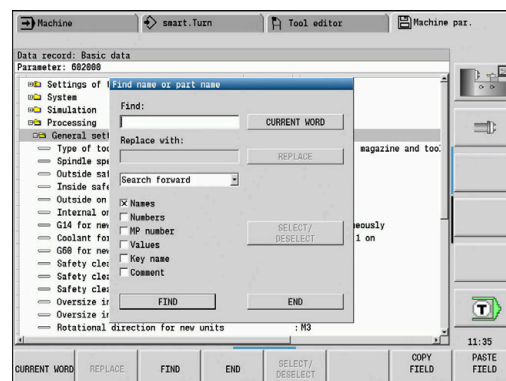 Machine
smart.Turn
Tool editor
Machine par.
Data record: Basic data
Parameter: 602000
Settings of
System
Simulation
Processing
General sett
Type of too
magazine and too
Spindle spe
Outside saf
Inside safe
Outside on
Internal on
G14 for new
eously
Coolant for
1 on
G60 for new
Safety clea
Safety clea
Safety clea
Oversize in
Oversize in
Rotational direction for new units
: M3
Find name or part name
Find:
CURRENT WORD
Replace with:
REPLACE
Search forward
Names
Numbers
MP number
Values
Key name
Comment
SELECT/
DESELECT
FIND
END
T
11:35
CURRENT WORD
REPLACE
FIND
END
SELECT/
DESELECT
COPY
FIELD
PASTE
FIELD